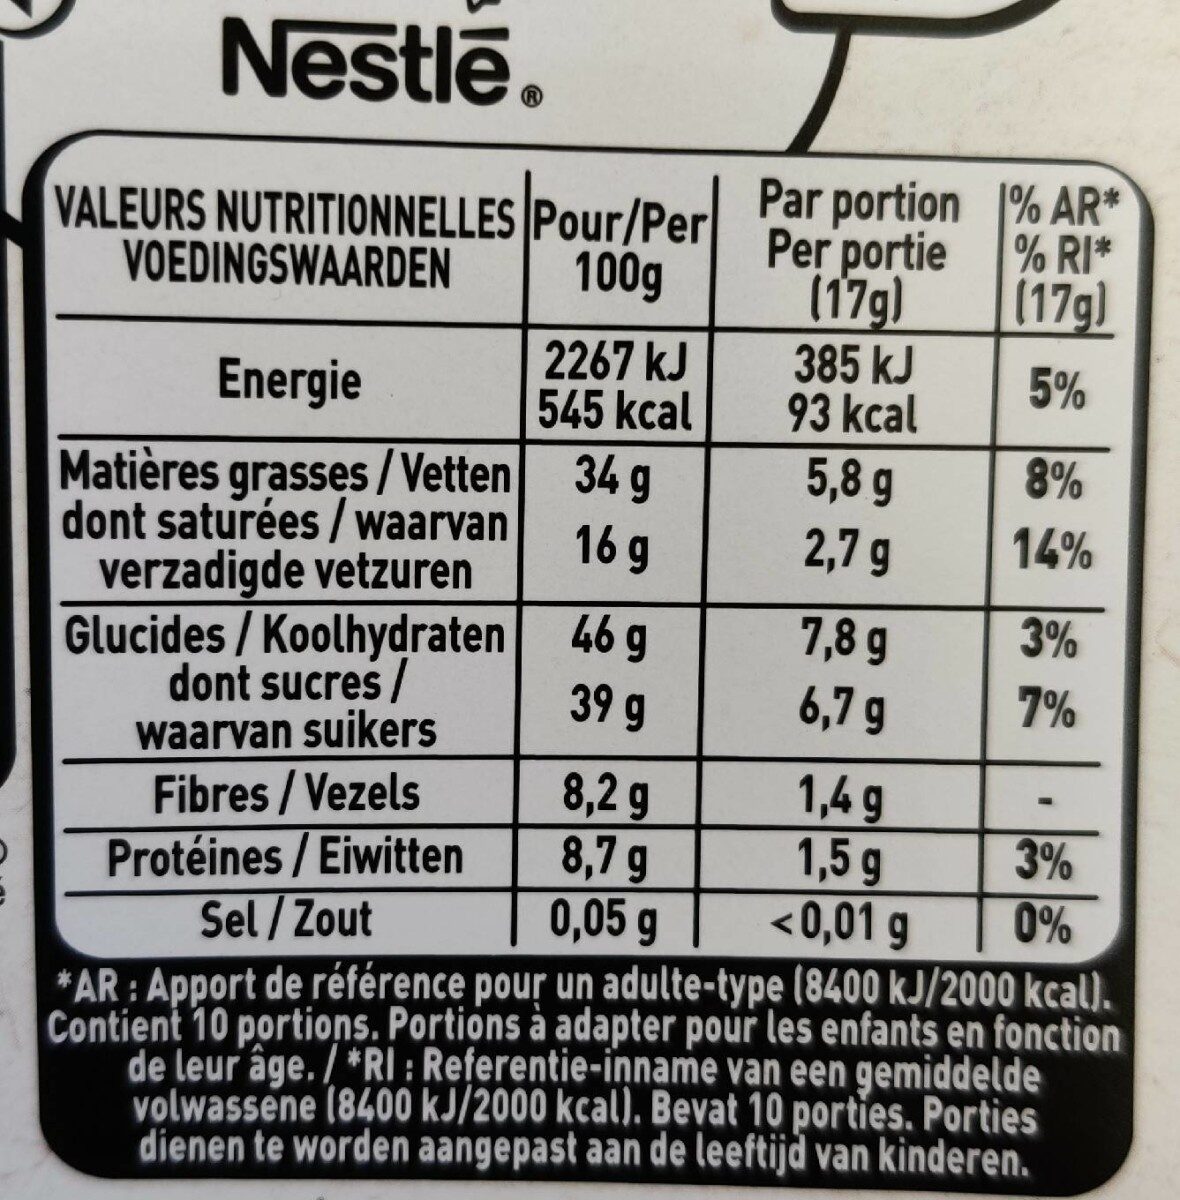 Nestlé®
VALEURS NUTRITIONNELLES VOEDINGSWAARDEN | Pour/Per 100g | Par portion Per portie (17g) | % AR* % RI* (17g)
Energie | 2267 kJ 545 kcal | 385 kJ 93 kcal | 5%
Matières grasses / Vetten | 34 g | 5,8 g | 8%
dont saturées / waarvan verzadigde vetzuren | 16 g | 2,7 g | 14%
Glucides / Koolhydraten | 46 g | 7,8 g | 3%
dont sucres / waarvan suikers | 39 g | 6,7 g | 7%
Fibres / Vezels | 8,2 g | 1,4 g | -
Protéines / Eiwitten | 8,7 g | 1,5 g | 3%
Sel / Zout | 0,05 g | <0,01 g | 0%
*AR : Apport de référence pour un adulte-type (8400 kJ/2000 kcal).
Contient 10 portions. Portions à adapter pour les enfants en fonction
de leur âge. / *RI : Referentie-inname van een gemiddelde
volwassene (8400 kJ/2000 kcal). Bevat 10 porties. Porties
dienen te worden aangepast aan de leeftijd van kinderen.